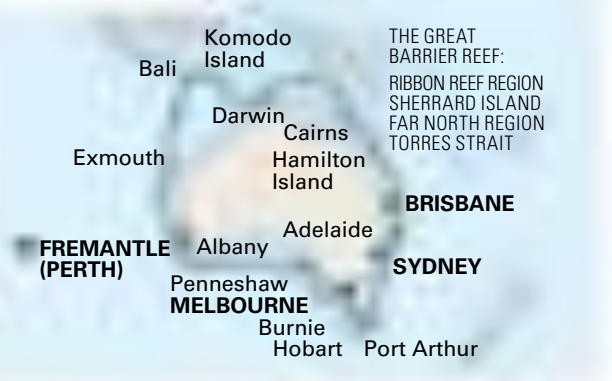 Komodo
Island
Bali
THE GREAT
BARRIER REEF:
RIBBON REEF REGION
SHERRARD ISLAND
FAR NORTH REGION
TORRES STRAIT
Darwin
Cairns
Exmouth
Hamilton
Island
BRISBANE
Adelaide
FREMANTLE
(PERTH)
Albany
SYDNEY
Penneshaw
MELBOURNE
Burnie
Hobart
Port Arthur